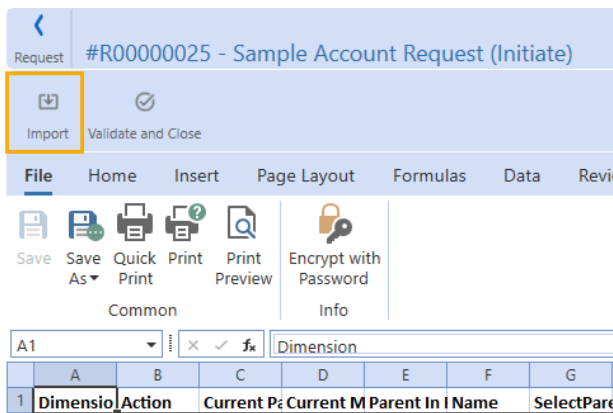 Request
#R00000025 - Sample Account Request (Initiate)
Import Validate and Close
File Home Insert Page Layout Formulas Data Revi
Save Save As Quick Print Print Print Preview Encrypt with Password
Common Info
A1 fx Dimension
A B C D E F G
1 Dimensio Action Current Pa Current M Parent In I Name SelectPare